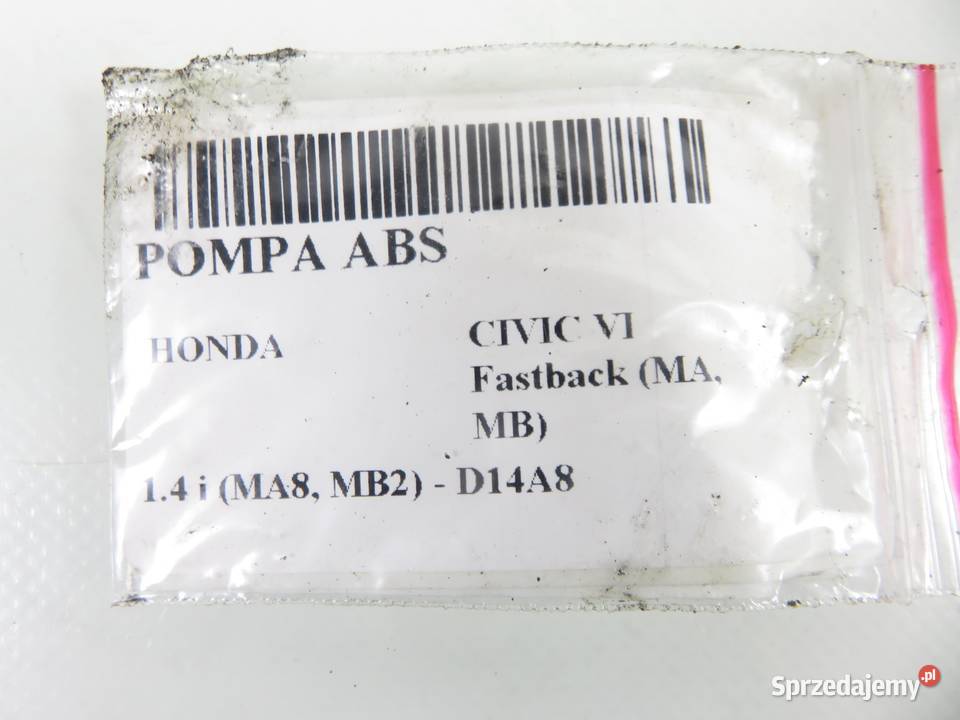 POMPA ABS
HONDA
CIVIC VI
Fastback (MA,
MB)
1.4 i (MA8, MB2) - D14A8
Sprzedajemy.pl